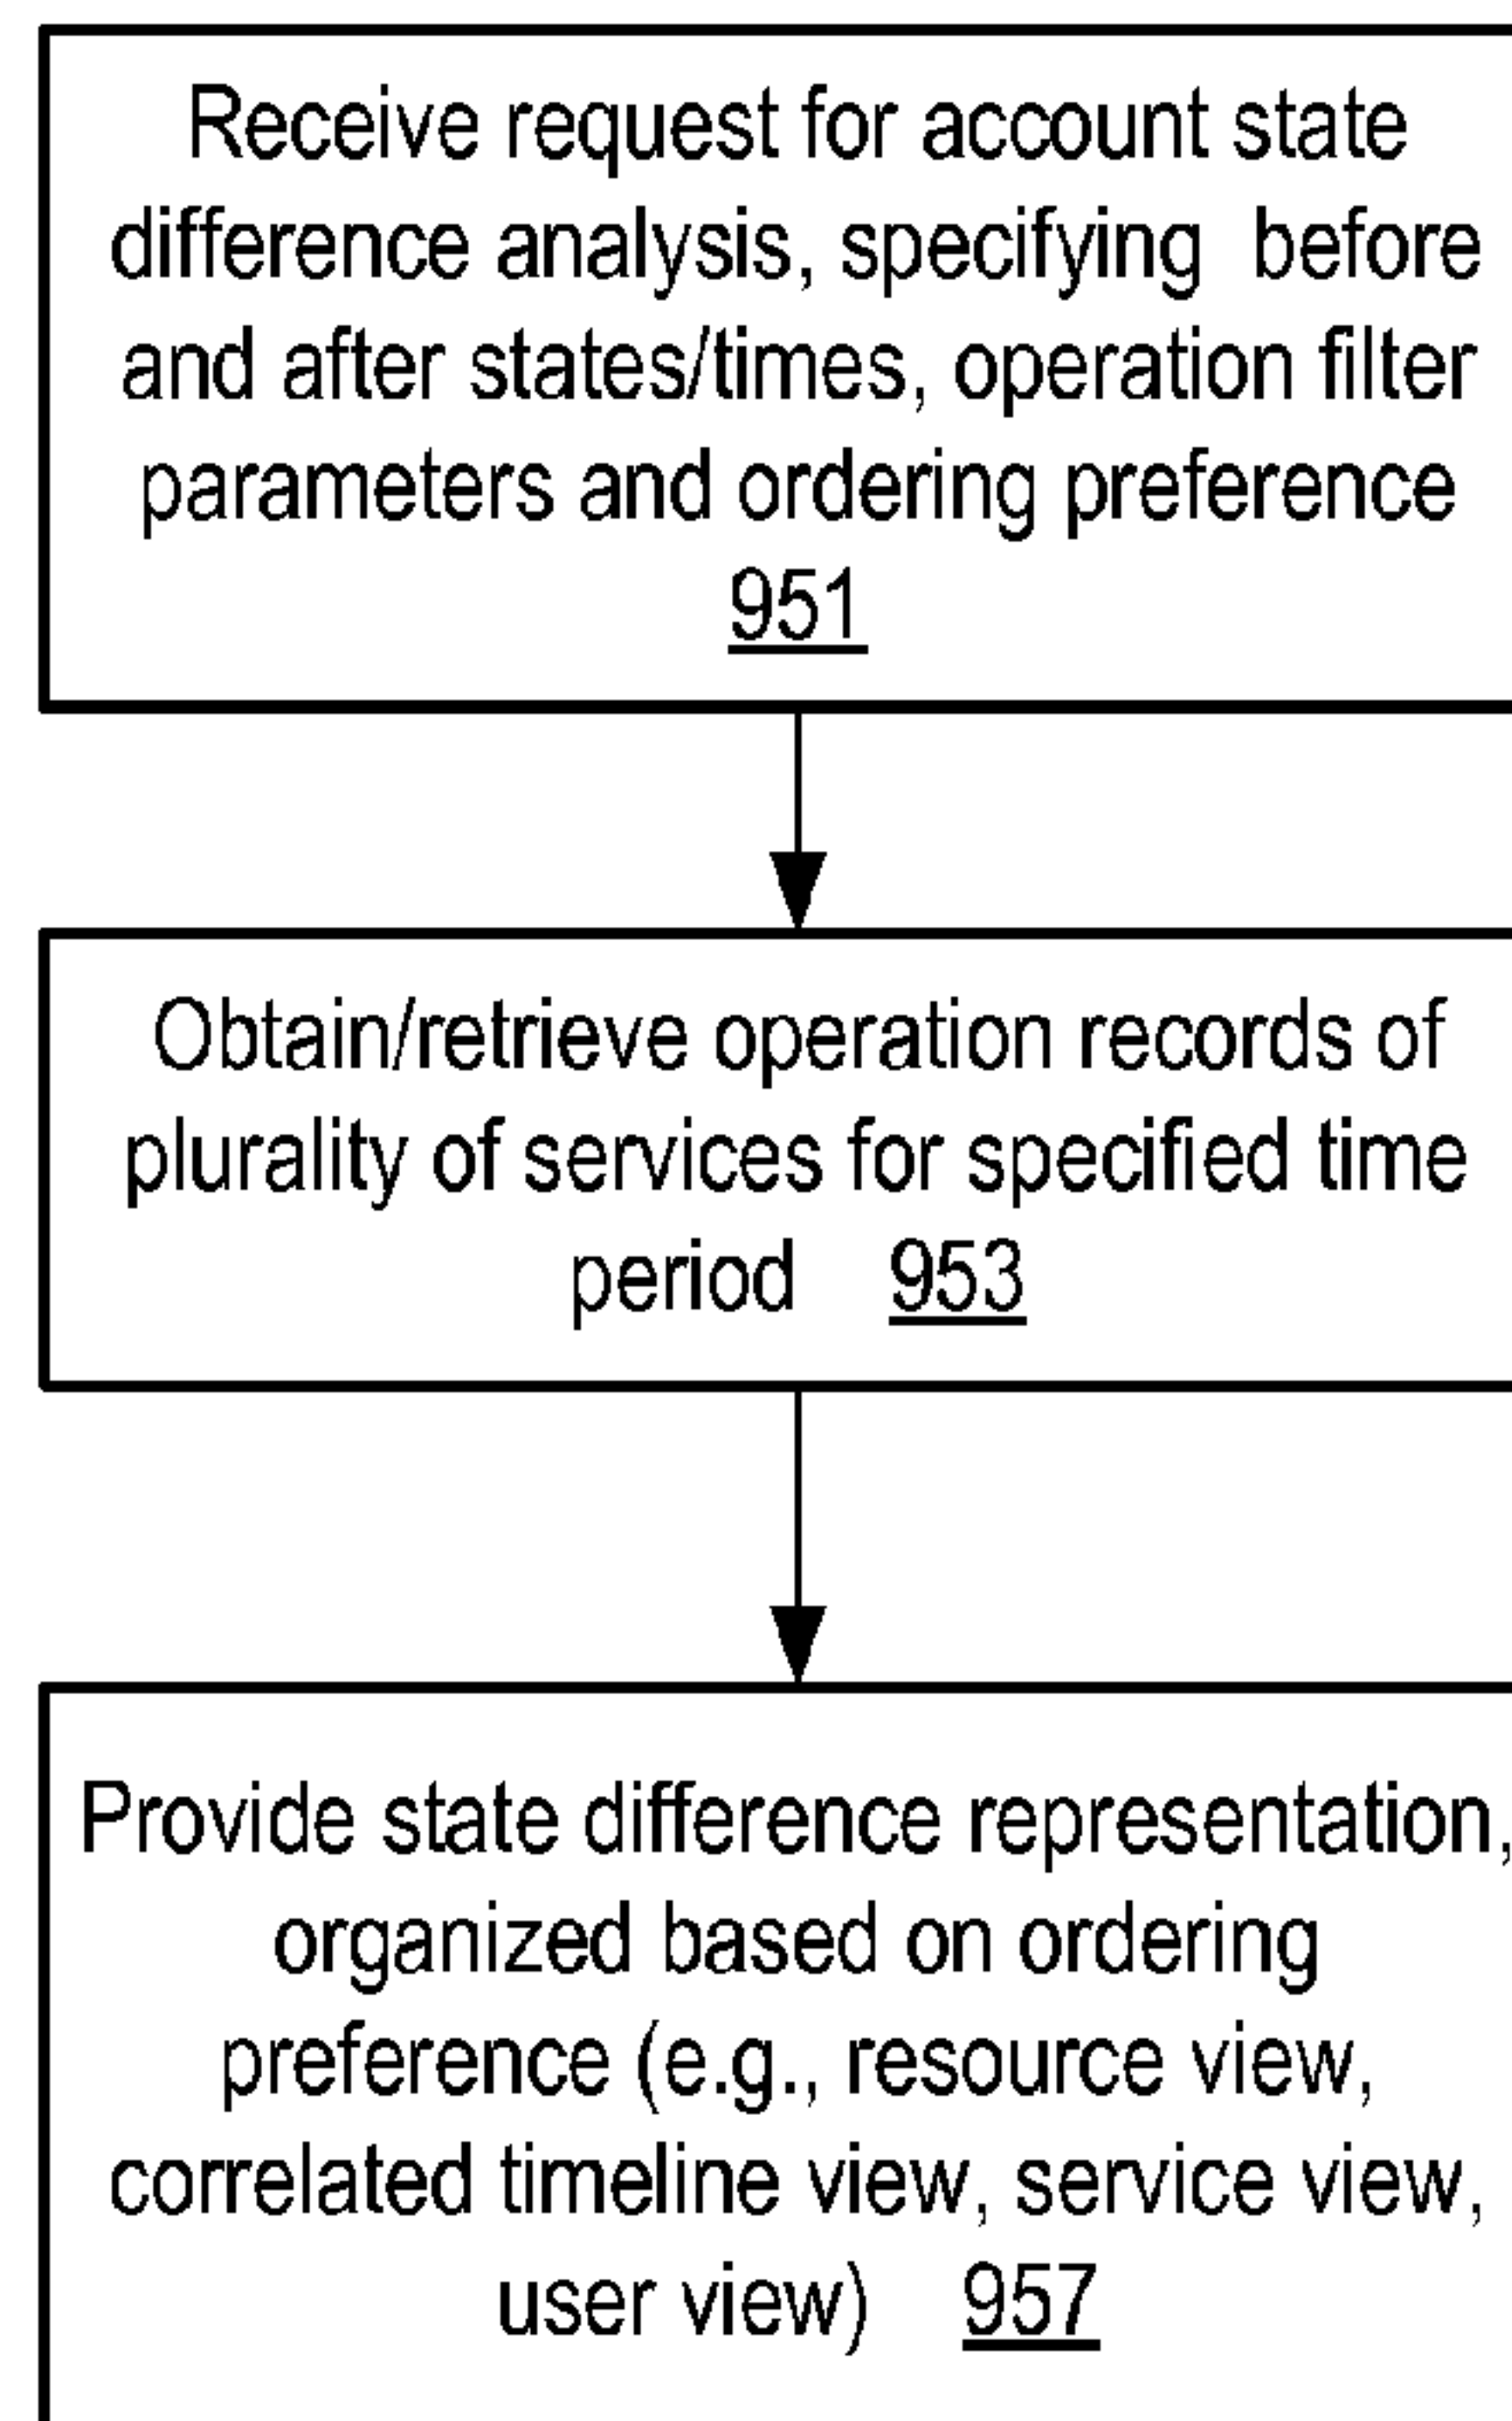 Receive request for account state
difference analysis, specifying before
and after states/times, operation filter
parameters and ordering preference
951
Obtain/retrieve operation records of
plurality of services for specified time
period 953
Provide state difference representation,
organized based on ordering
preference (e.g., resource view,
correlated timeline view, service view,
user view) 957